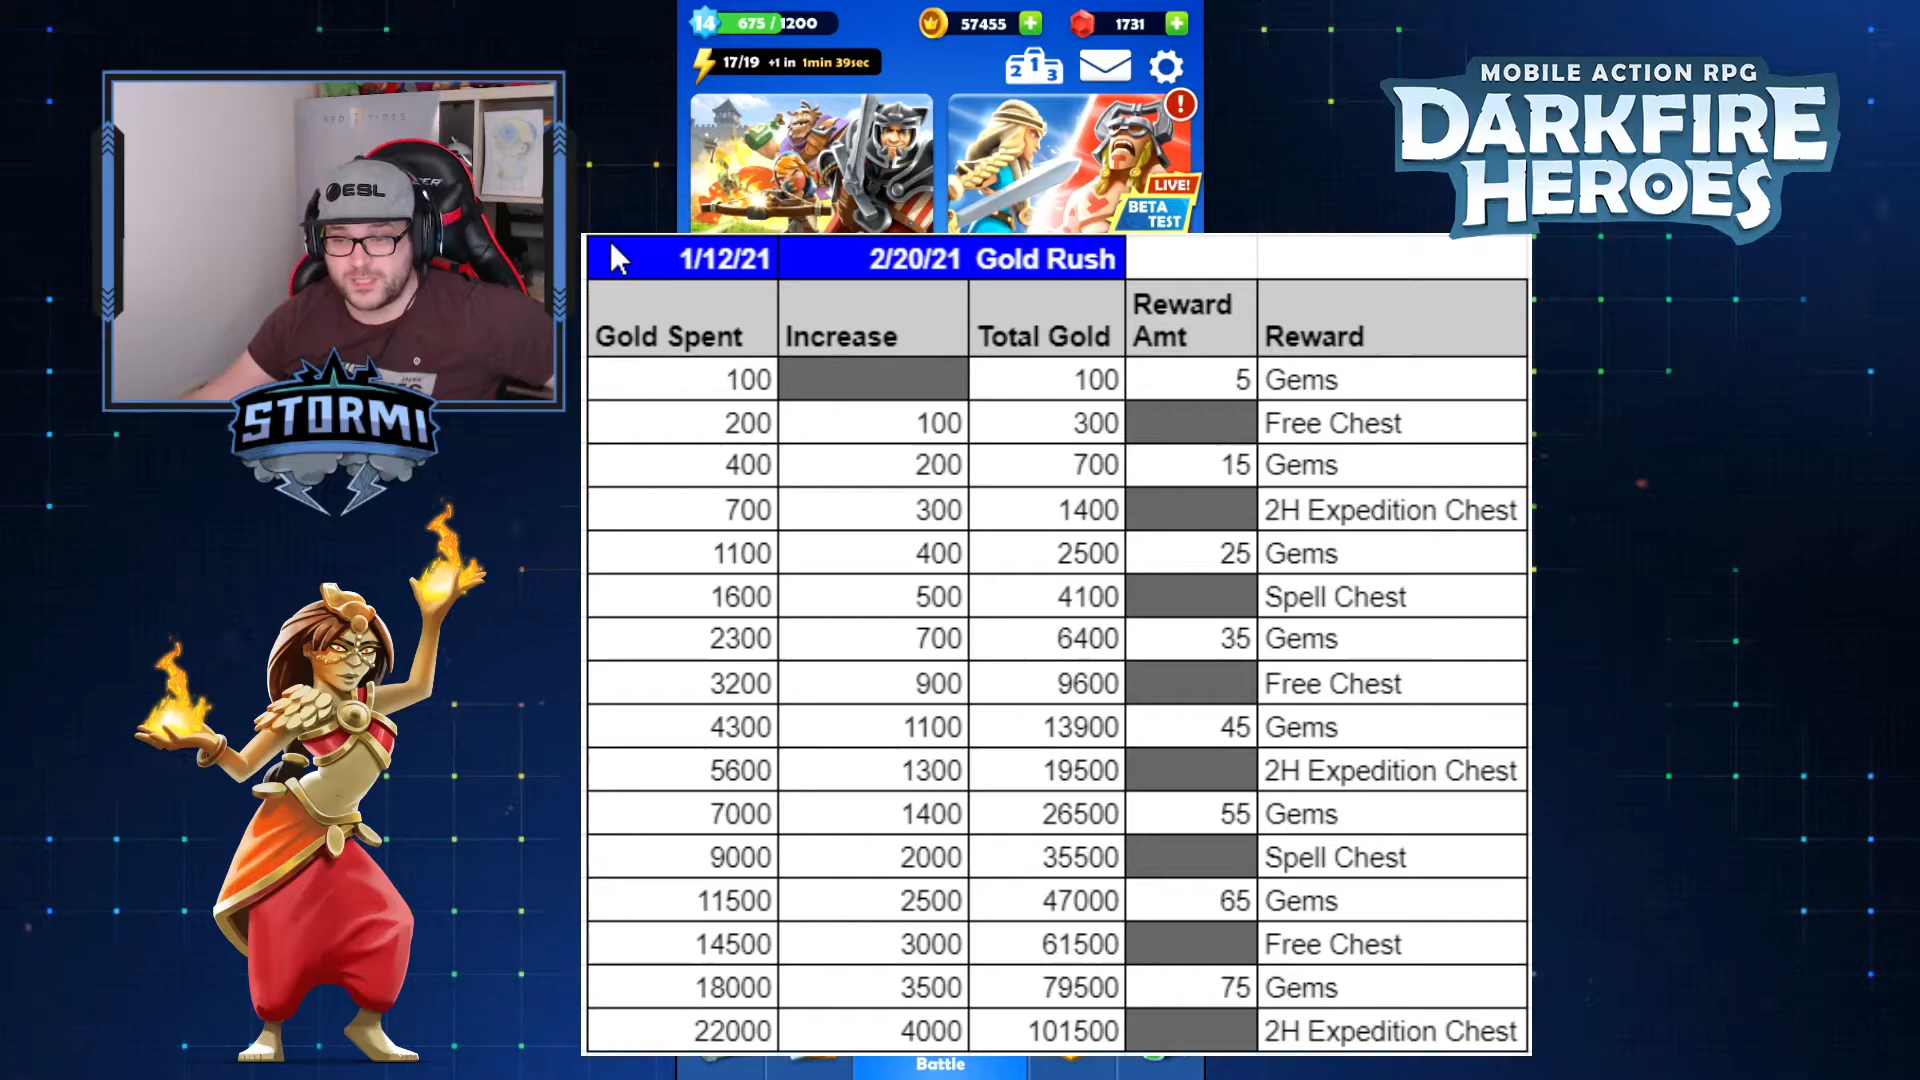 14 675 / 1200 57455 1731
17/19 +1 in 1min 39sec
2 1 3
MOBILE ACTION RPG
DARKFIRE
HEROES
LIVE!
BETA
TEST
RED TIDES
ESL
STORMI
1/12/21 2/20/21 Gold Rush
Gold Spent Increase Total Gold Reward Amt Reward
100 100 5 Gems
200 100 300 Free Chest
400 200 700 15 Gems
700 300 1400 2H Expedition Chest
1100 400 2500 25 Gems
1600 500 4100 Spell Chest
2300 700 6400 35 Gems
3200 900 9600 Free Chest
4300 1100 13900 45 Gems
5600 1300 19500 2H Expedition Chest
7000 1400 26500 55 Gems
9000 2000 35500 Spell Chest
11500 2500 47000 65 Gems
14500 3000 61500 Free Chest
18000 3500 79500 75 Gems
22000 4000 101500 2H Expedition Chest
Battle